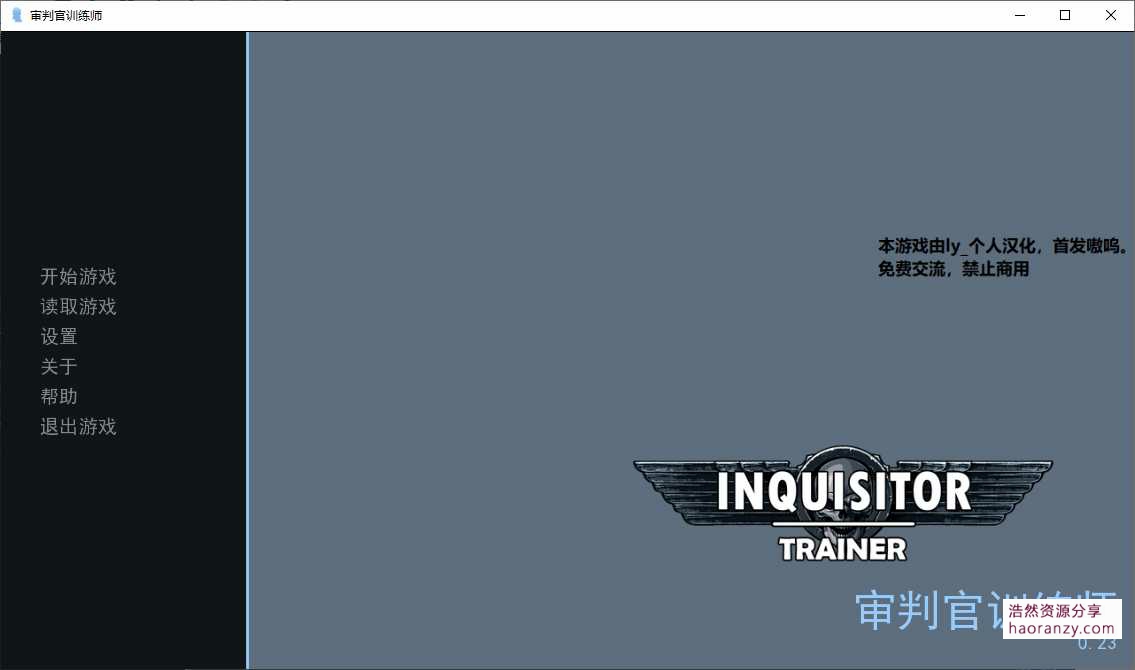 审判官训练师
本游戏由ly_个人汉化，首发嗷呜。
免费交流，禁止商用
开始游戏
读取游戏
设置
关于
帮助
退出游戏
INQUISITOR
TRAINER
审判官训练师
浩然资源分享
haoranzy.com
0.23